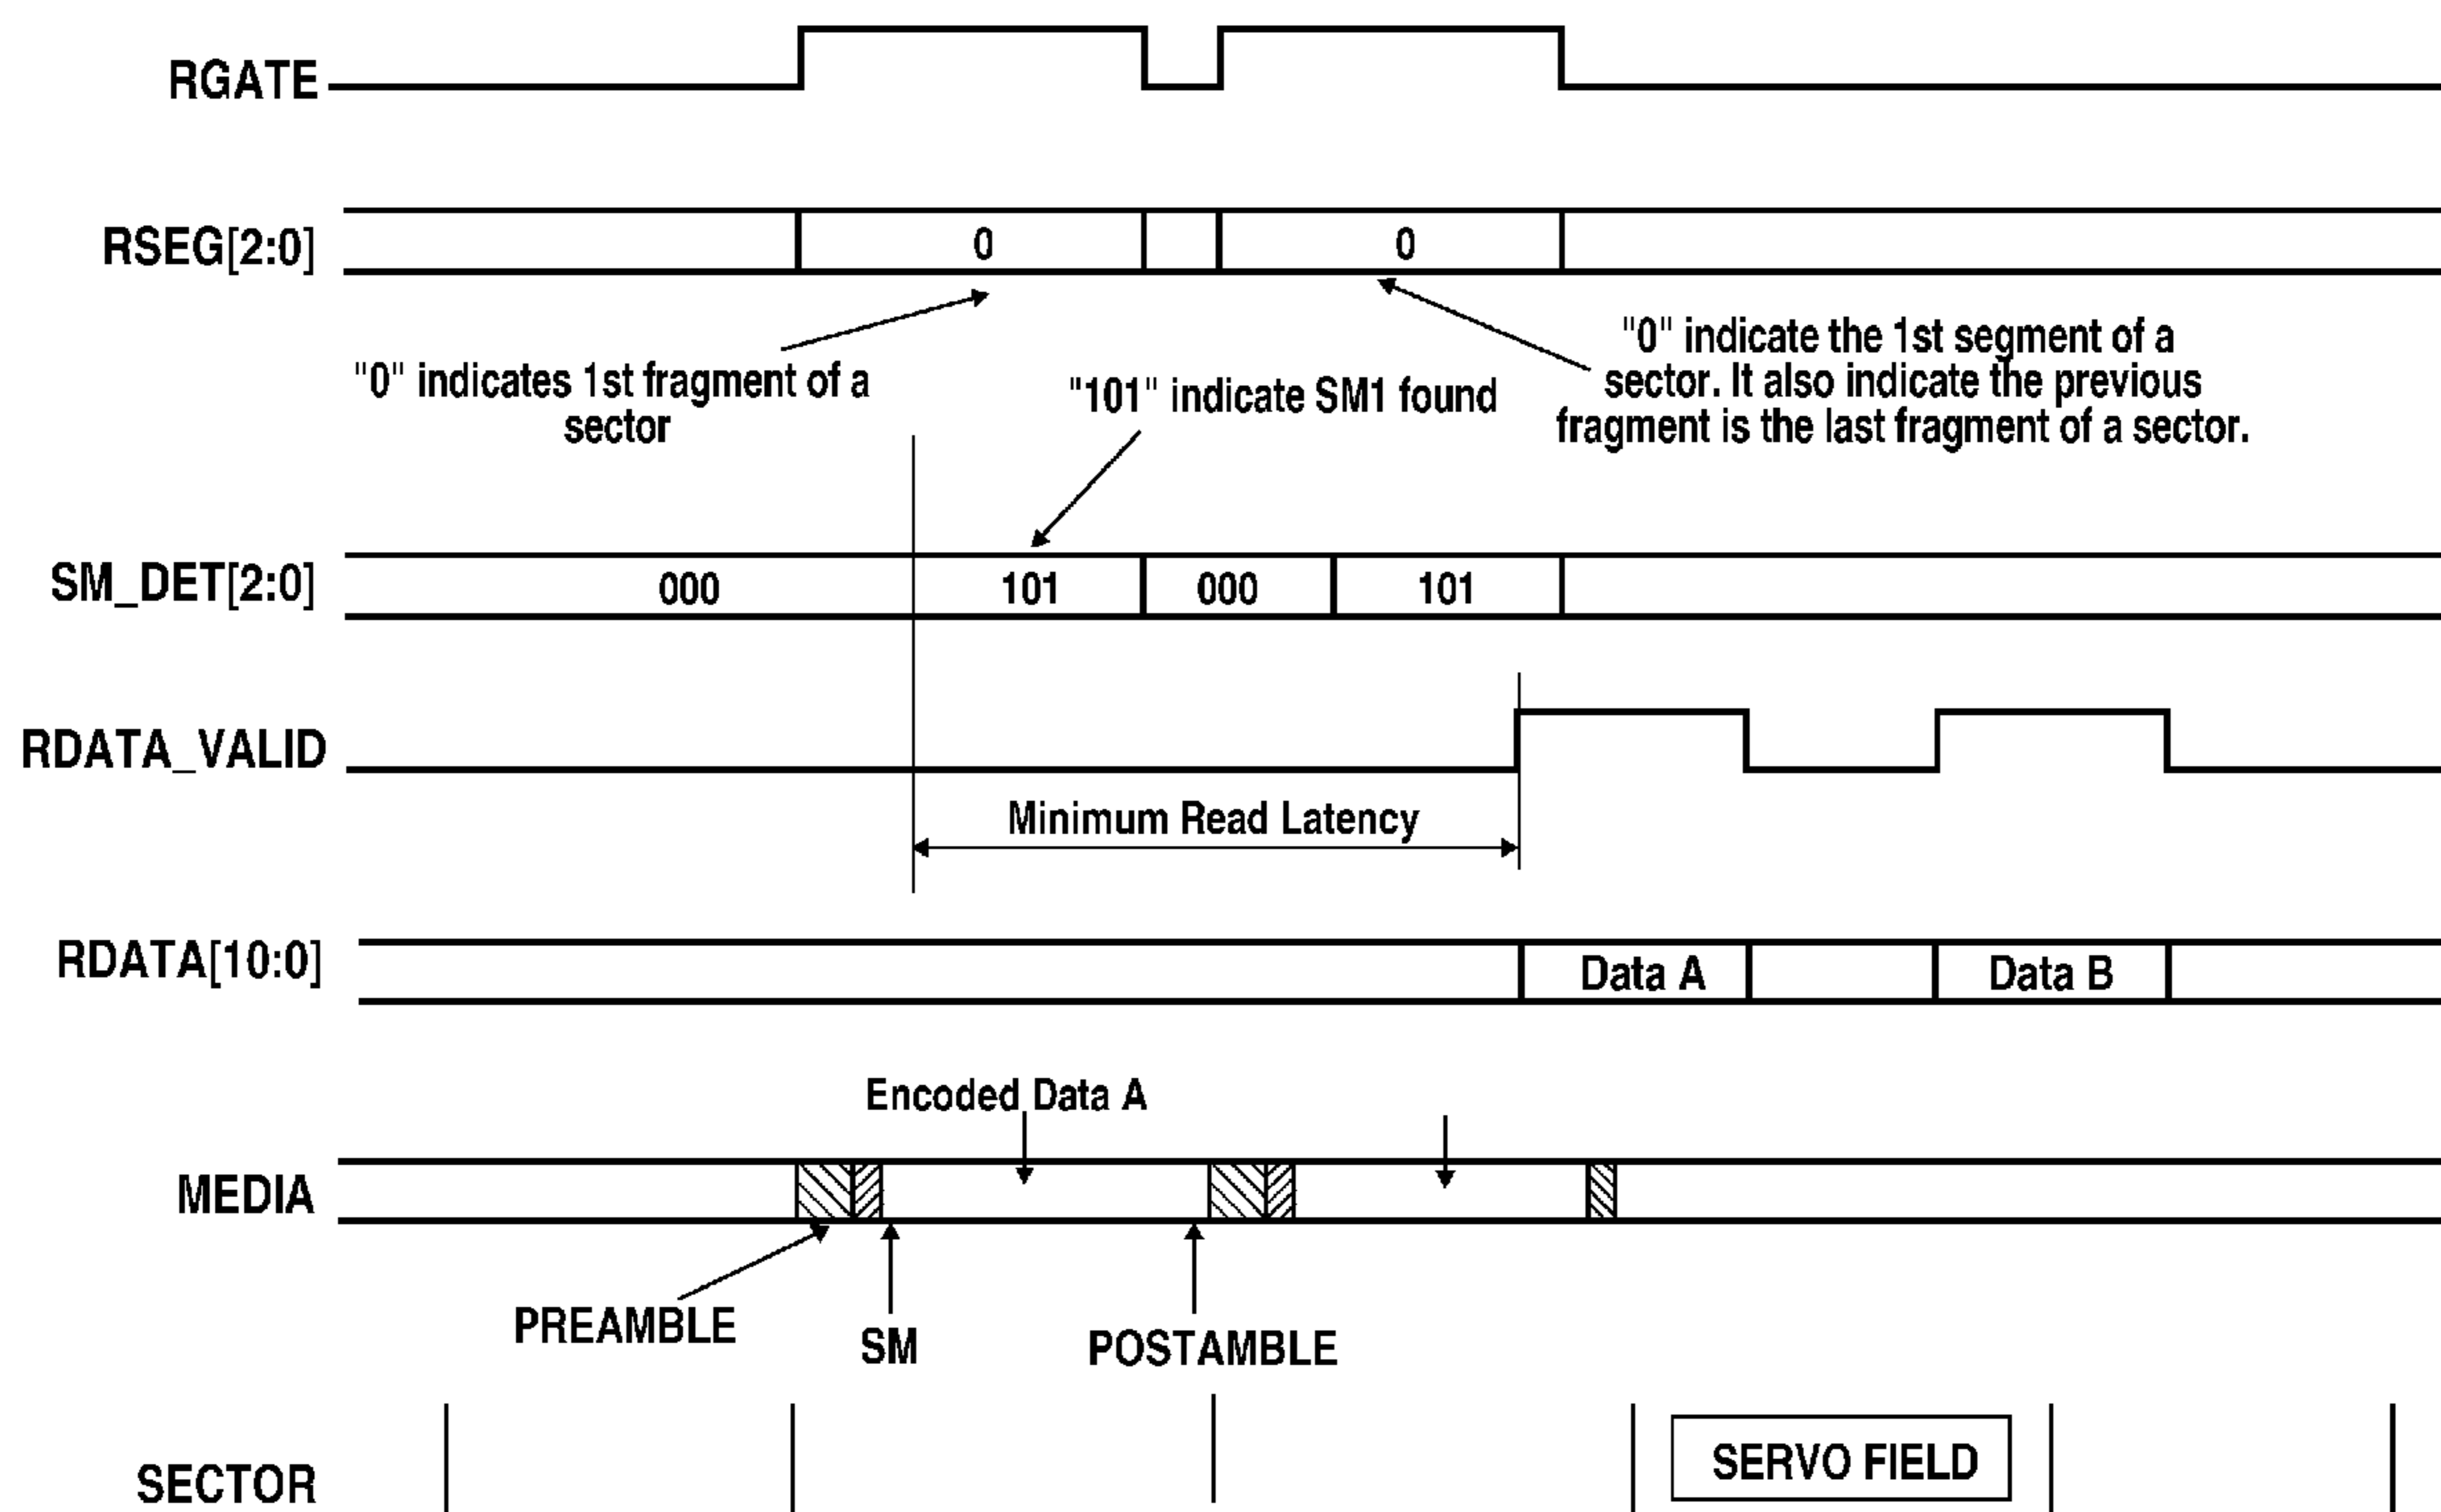 RGATE
RSEG[2:0]
0
0
"0" indicates 1st fragment of a
sector
"101" indicate SM1 found
"0" indicate the 1st segment of a
sector. It also indicate the previous
fragment is the last fragment of a sector.
SM_DET[2:0]
000
101
000
101
RDATA_VALID
Minimum Read Latency
RDATA[10:0]
Data A
Data B
Encoded Data A
MEDIA
PREAMBLE
SM
POSTAMBLE
SECTOR
SERVO FIELD